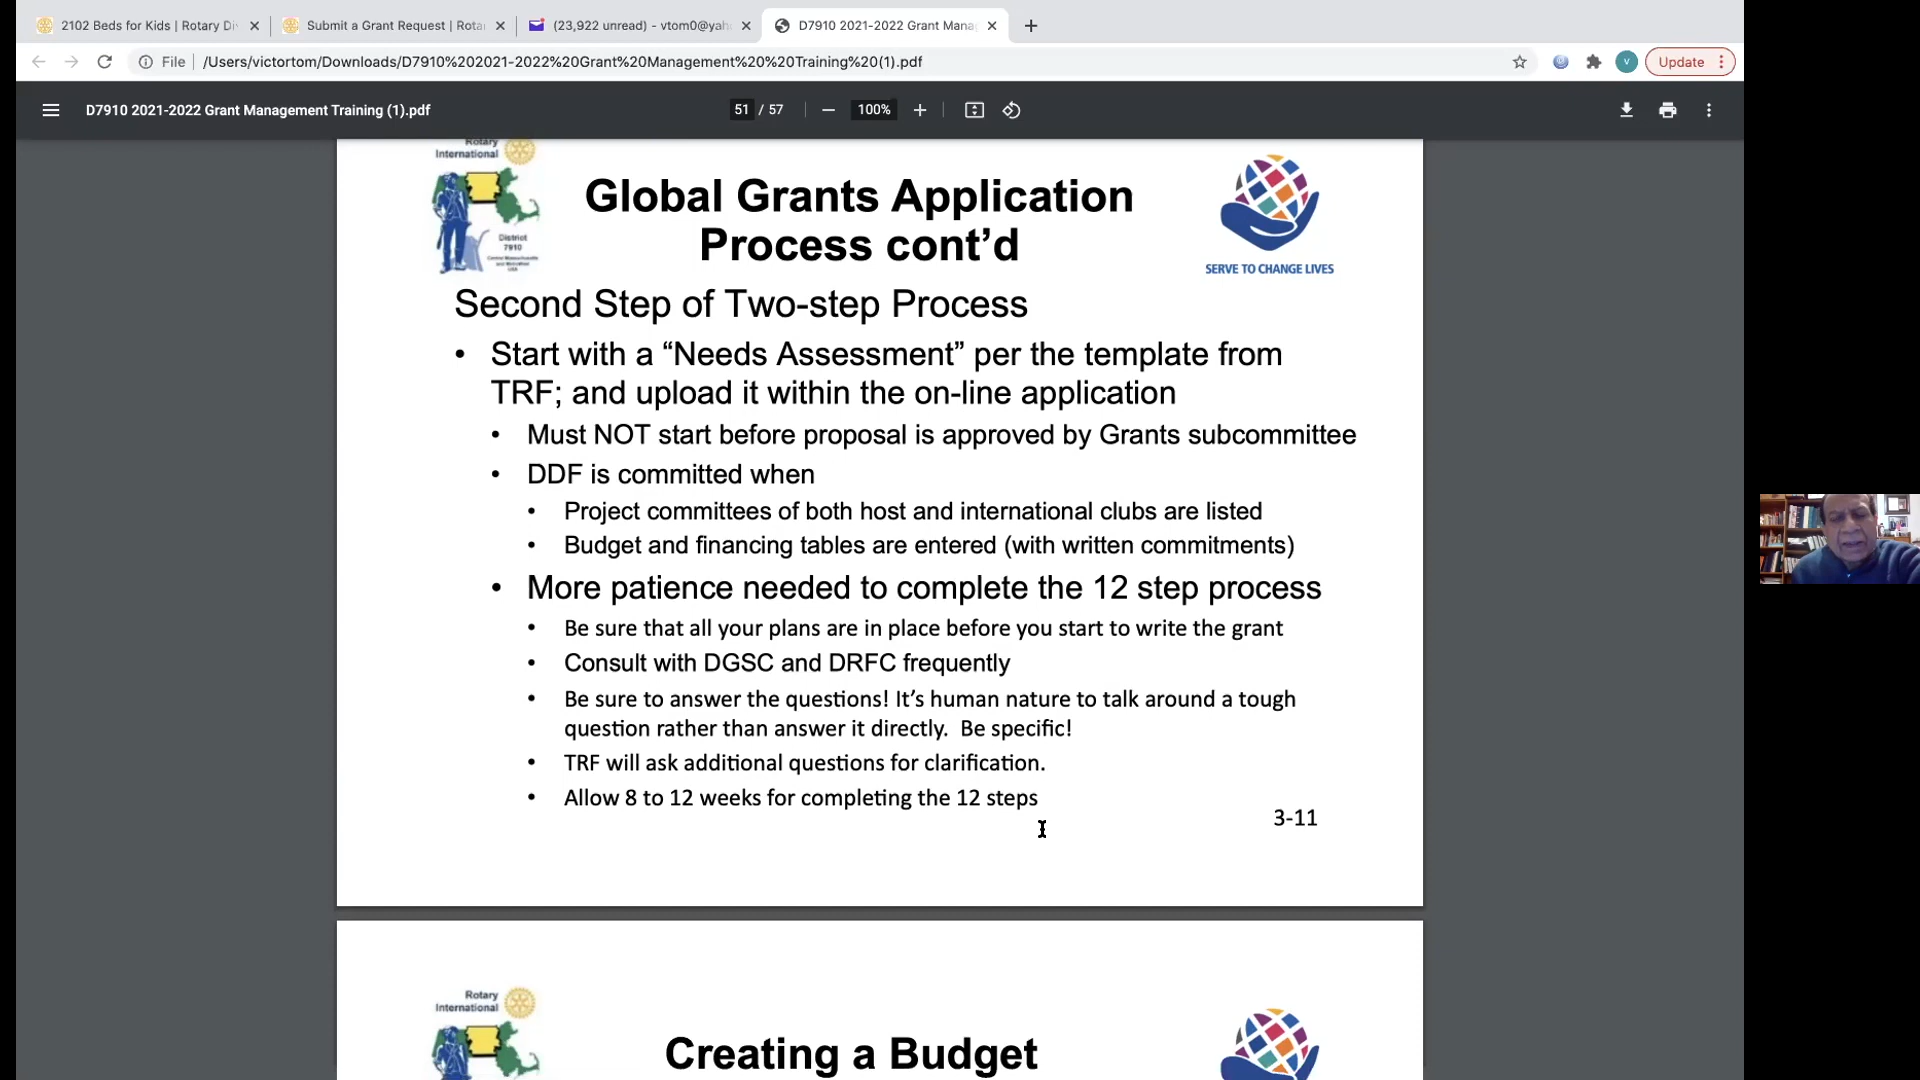 2102 Beds for Kids | Rotary Di
Submit a Grant Request | Rota
(23,922 unread) - vtom0@yah
D7910 2021-2022 Grant Mana
File
/Users/victortom/Downloads/D7910%202021-2022%20Grant%20Management%20%20Training%20(1).pdf
V
Update
D7910 2021-2022 Grant Management Training (1).pdf
51 / 57
100%
Rotary
International
District
7910
Central Massachusetts
USA
Global Grants Application
Process cont’d
SERVE TO CHANGE LIVES
Second Step of Two-step Process
• Start with a “Needs Assessment” per the template from
TRF; and upload it within the on-line application
• Must NOT start before proposal is approved by Grants subcommittee
• DDF is committed when
• Project committees of both host and international clubs are listed
• Budget and financing tables are entered (with written commitments)
• More patience needed to complete the 12 step process
• Be sure that all your plans are in place before you start to write the grant
• Consult with DGSC and DRFC frequently
• Be sure to answer the questions! It’s human nature to talk around a tough
question rather than answer it directly.  Be specific!
• TRF will ask additional questions for clarification.
• Allow 8 to 12 weeks for completing the 12 steps
3-11
Rotary
International
Creating a Budget